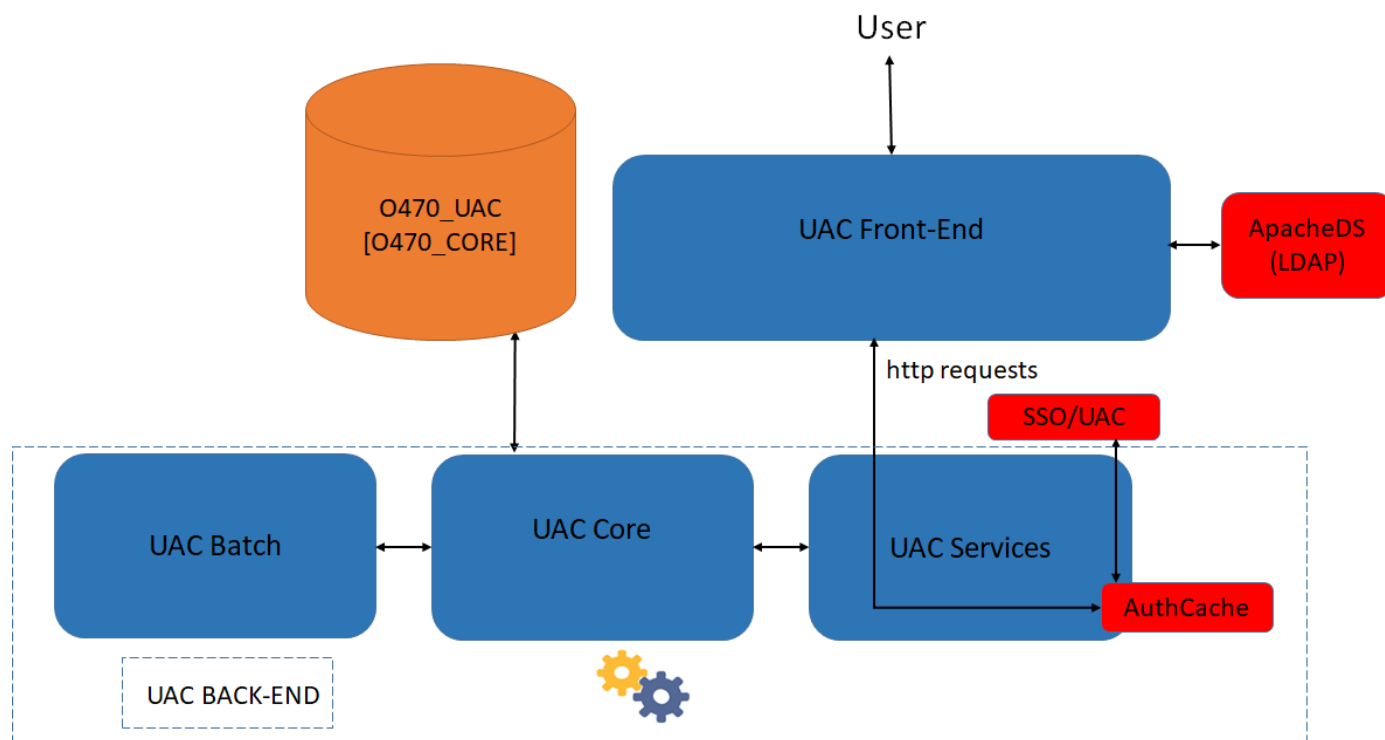 User
O470_UAC
[O470_CORE]
UAC Front-End
ApacheDS
(LDAP)
http requests
SSO/UAC
UAC Batch
UAC Core
UAC Services
AuthCache
UAC BACK-END